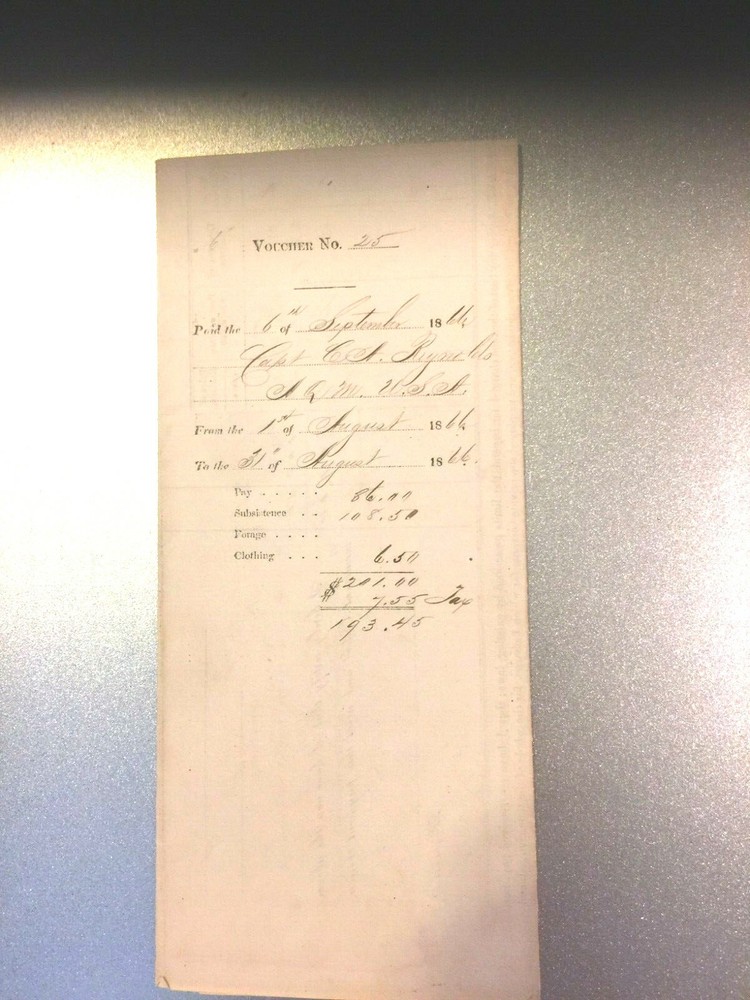 VOUCHER No. 25
Paid the 6th of September 1866
Capt C. A. Reynolds
A. Q. M. U.S.A.
From the 1st of August 1866
To the 31st of August 1866.
Pay . . . . . 86.00
Subsistence . . 108.50
Forage . . . .
Clothing . . . 6.50
$201.00
7.55 Tax
193.45